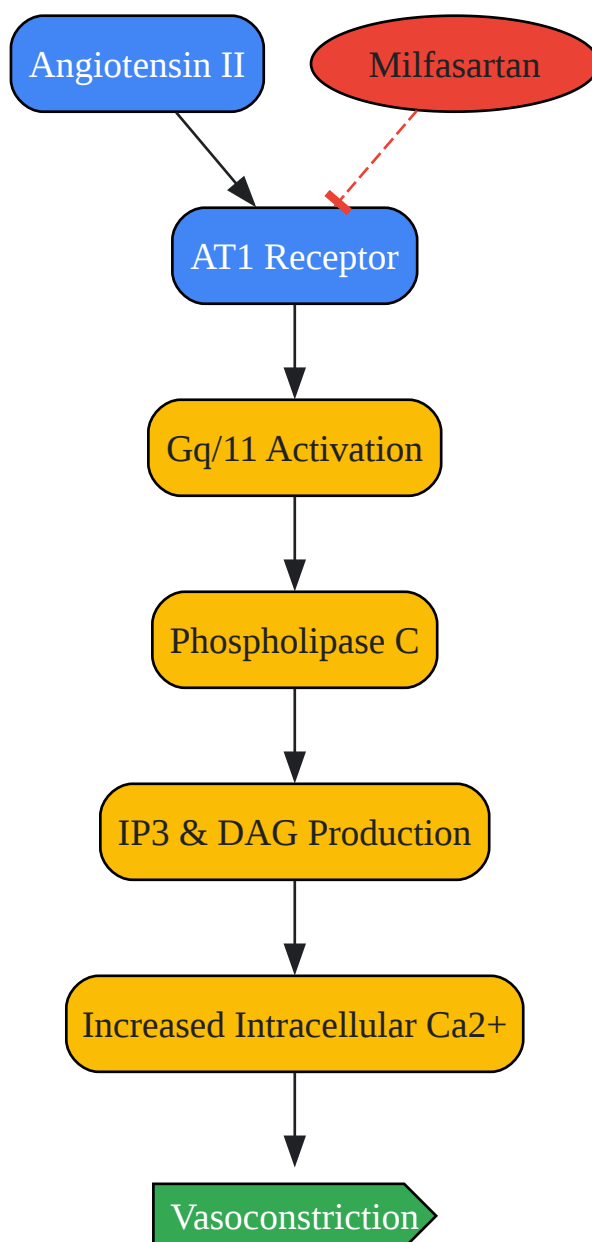 Angiotensin II
Milfasartan
AT1 Receptor
Gq/11 Activation
Phospholipase C
IP3 & DAG Production
Increased Intracellular Ca2+
Vasoconstriction